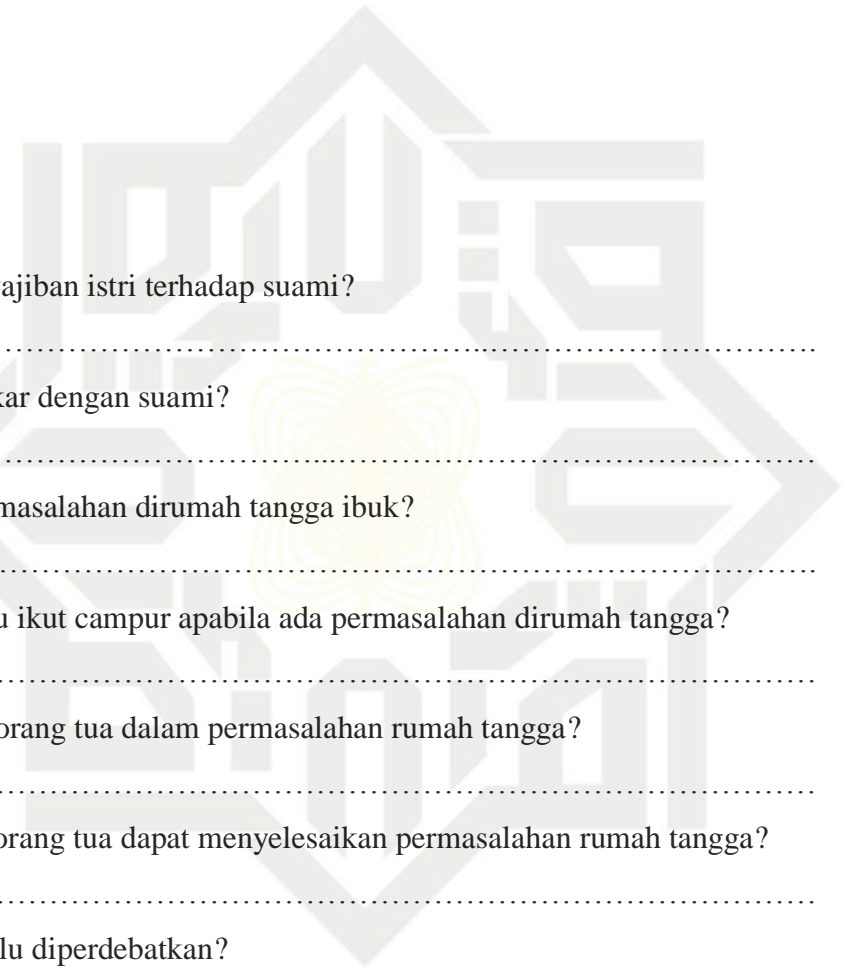 ajiban istri terhadap suami?
……………………………………………………………………….
kar dengan suami?
………………………………...……………………………………
masalahan dirumah tangga ibuk?
……………………………………………………………………….
u ikut campur apabila ada permasalahan dirumah tangga?
………………………………………………………………………
orang tua dalam permasalahan rumah tangga?
………………………………………………………………………
orang tua dapat menyelesaikan permasalahan rumah tangga?
……………………………………………………………………….
lu diperdebatkan?